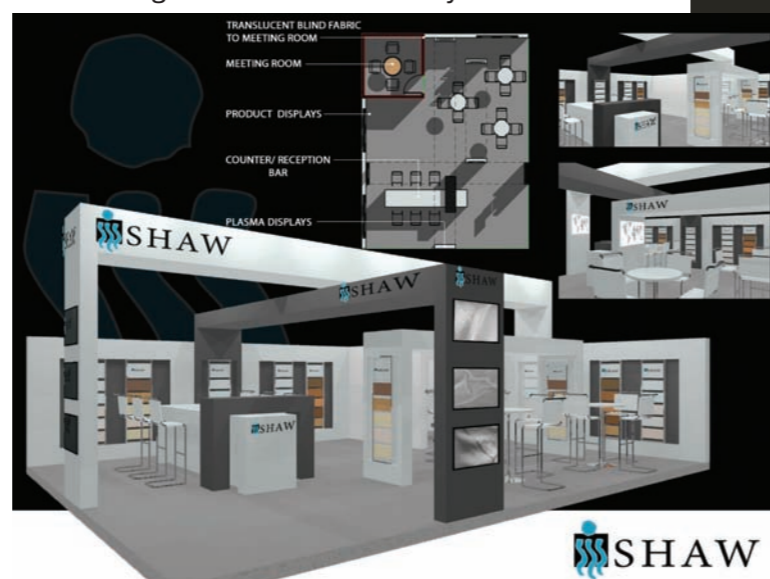 TRANSLUCENT BLIND FABRIC
TO MEETING ROOM
MEETING ROOM
PRODUCT DISPLAYS
COUNTER/ RECEPTION
BAR
PLASMA DISPLAYS
SHAW
SHAW
SHAW
SHAW
SHAW
SHAW
SHAW